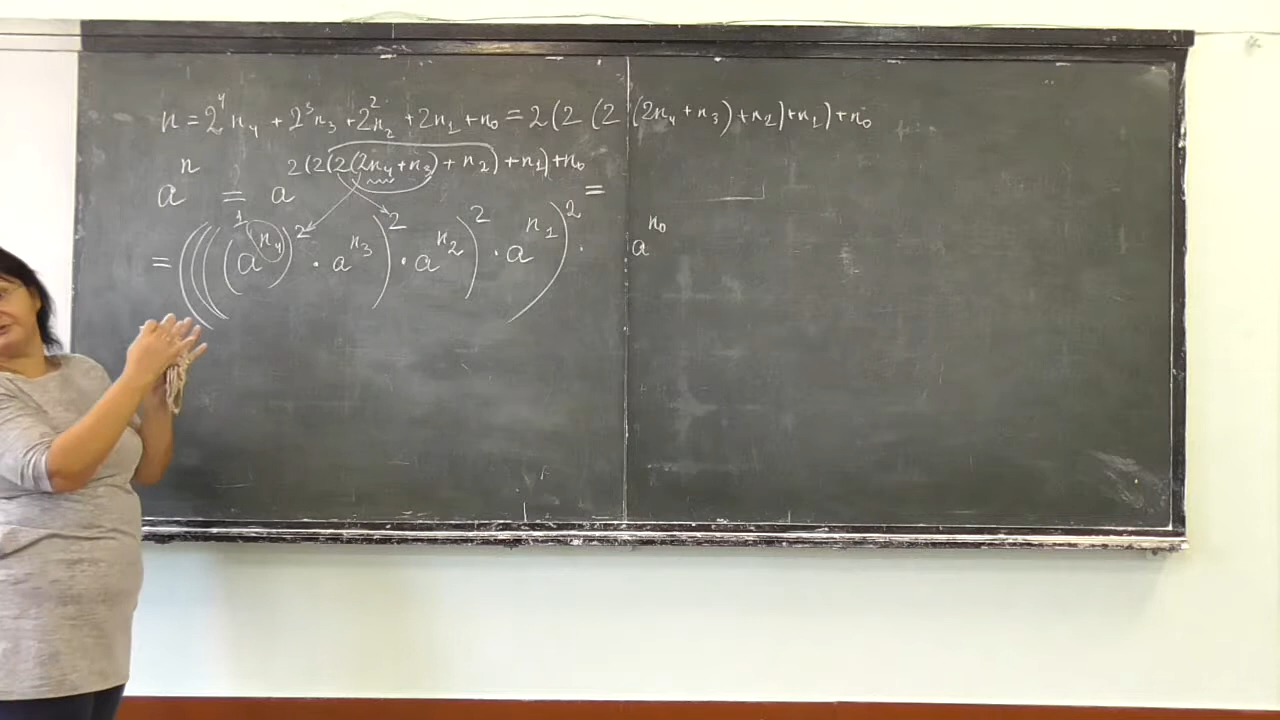 n = 2⁴n₄ + 2³n₃ + 2²n₂ + 2n₁ + n₀ = 2(2(2(2n₄ + n₃) + n₂) + n₁) + n₀
aⁿ = a^2(2(2(2n₄ + n₃) + n₂) + n₁) + n₀ =
= ((((a^n₄)² · a^n₃)² · a^n₂)² · a^n₁)² · a^n₀
1